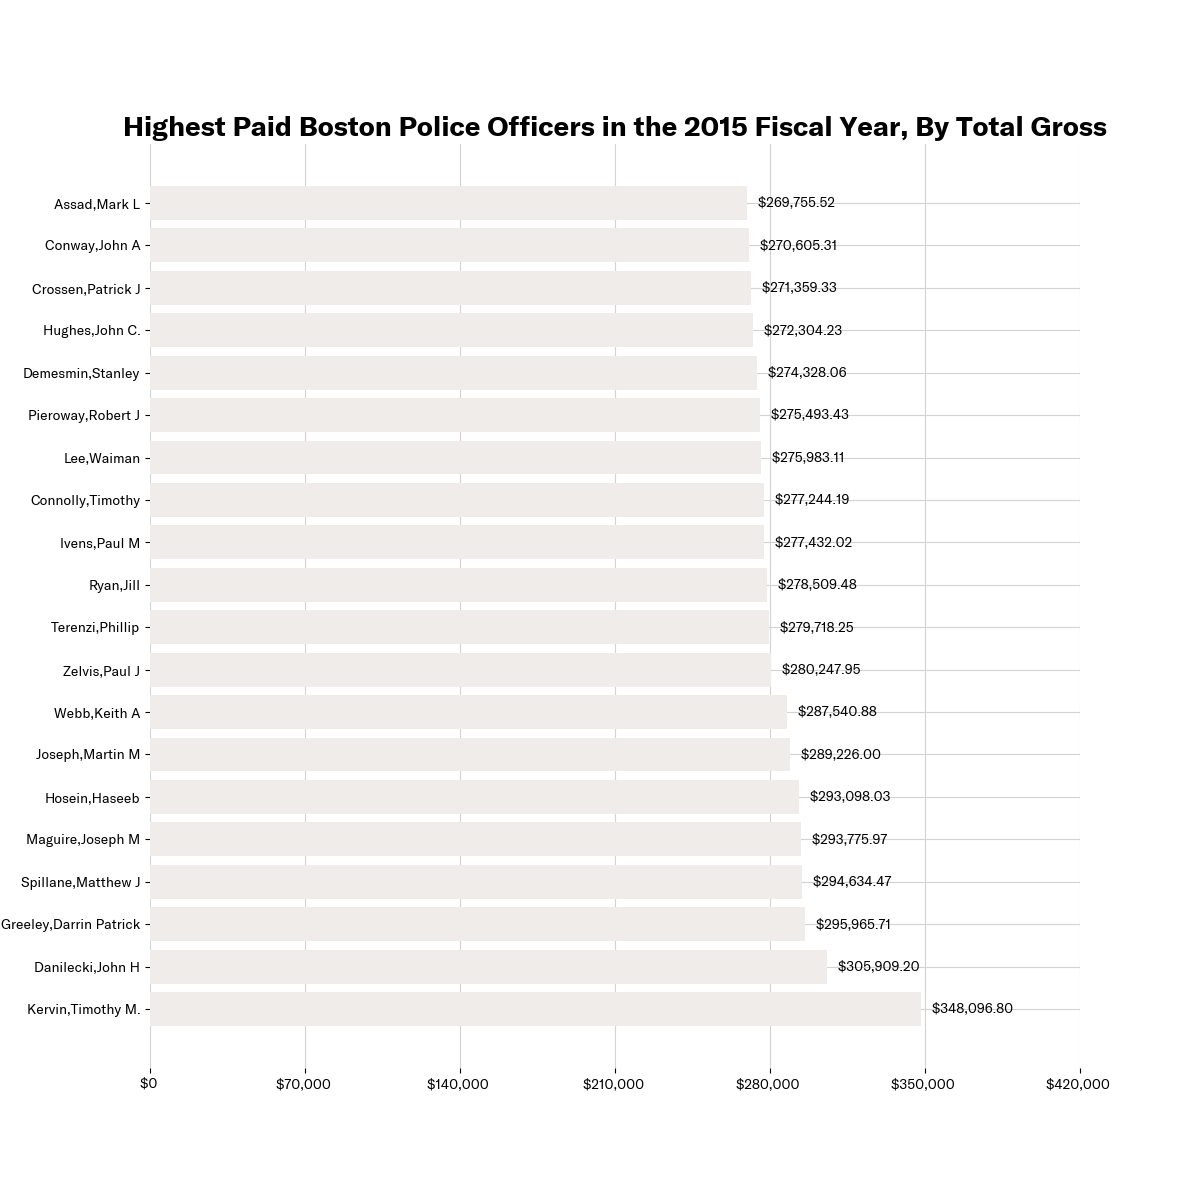 Highest Paid Boston Police Officers in the 2015 Fiscal Year, By Total Gross
Assad,Mark L $269,755.52
Conway,John A $270,605.31
Crossen,Patrick J $271,359.33
Hughes,John C. $272,304.23
Demesmin,Stanley $274,328.06
Pieroway,Robert J $275,493.43
Lee,Waiman $275,983.11
Connolly,Timothy $277,244.19
Ivens,Paul M $277,432.02
Ryan,Jill $278,509.48
Terenzi,Phillip $279,718.25
Zelvis,Paul J $280,247.95
Webb,Keith A $287,540.88
Joseph,Martin M $289,226.00
Hosein,Haseeb $293,098.03
Maguire,Joseph M $293,775.97
Spillane,Matthew J $294,634.47
Greeley,Darrin Patrick $295,965.71
Danilecki,John H $305,909.20
Kervin,Timothy M. $348,096.80
$0 $70,000 $140,000 $210,000 $280,000 $350,000 $420,000